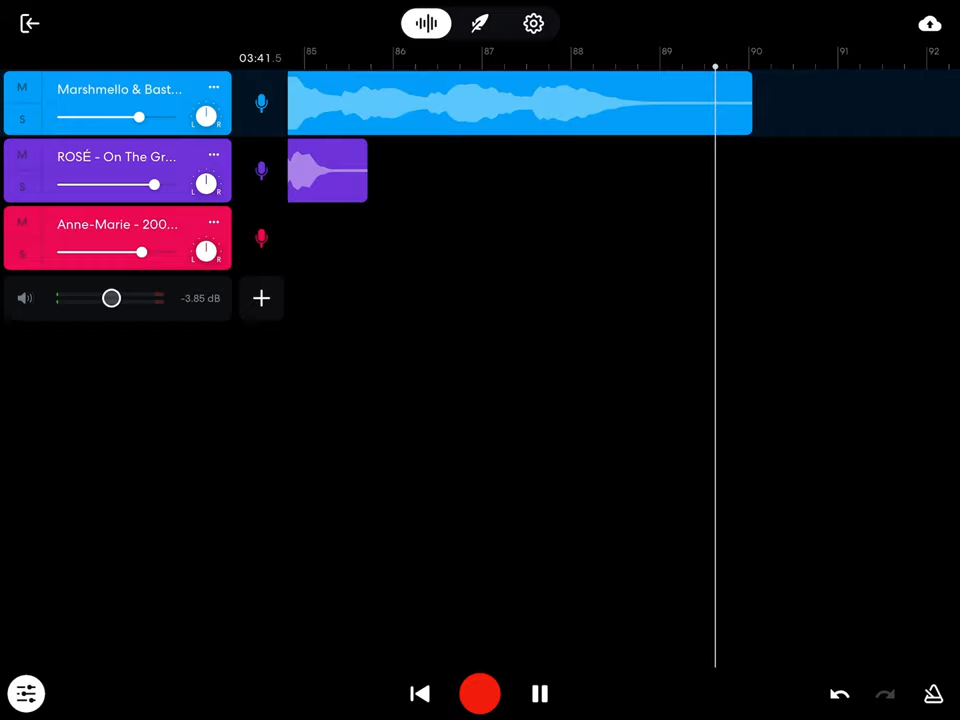 03:41.5
85 86 87 88 89 90 91 92
M
Marshmello & Bast...
S
L R
M
ROSÉ - On The Gr...
S
L R
M
Anne-Marie - 200...
S
L R
-3.85 dB